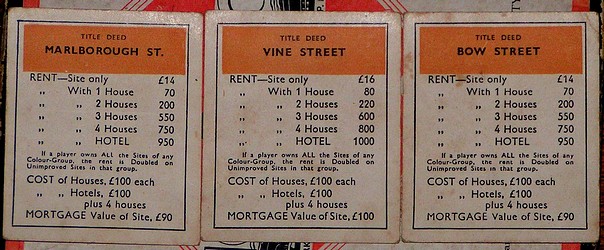 TITLE DEED
MARLBOROUGH ST.
RENT—Site only £14
„ With 1 House 70
„ „ 2 Houses 200
„ „ 3 Houses 550
„ „ 4 Houses 750
„ „ HOTEL 950
If a player owns ALL the Sites of any
Colour-Group, the rent is Doubled on
Unimproved Sites in that group.
COST of Houses, £100 each
„ „ Hotels, £100
plus 4 houses
MORTGAGE Value of Site, £90
TITLE DEED
VINE STREET
RENT—Site only £16
„ With 1 House 80
„ „ 2 Houses 220
„ „ 3 Houses 600
„ „ 4 Houses 800
„ „ HOTEL 1000
If a player owns ALL the Sites of any
Colour-Group, the rent is Doubled on
Unimproved Sites in that group.
COST of Houses, £100 each
„ „ Hotels, £100
plus 4 houses
MORTGAGE Value of Site, £100
TITLE DEED
BOW STREET
RENT—Site only £14
„ With 1 House 70
„ „ 2 Houses 200
„ „ 3 Houses 550
„ „ 4 Houses 750
„ „ HOTEL 950
If a player owns ALL the Sites of any
Colour-Group, the rent is Doubled on
Unimproved Sites in that group.
COST of Houses, £100 each
„ „ Hotels, £100
plus 4 houses
MORTGAGE Value of Site, £90